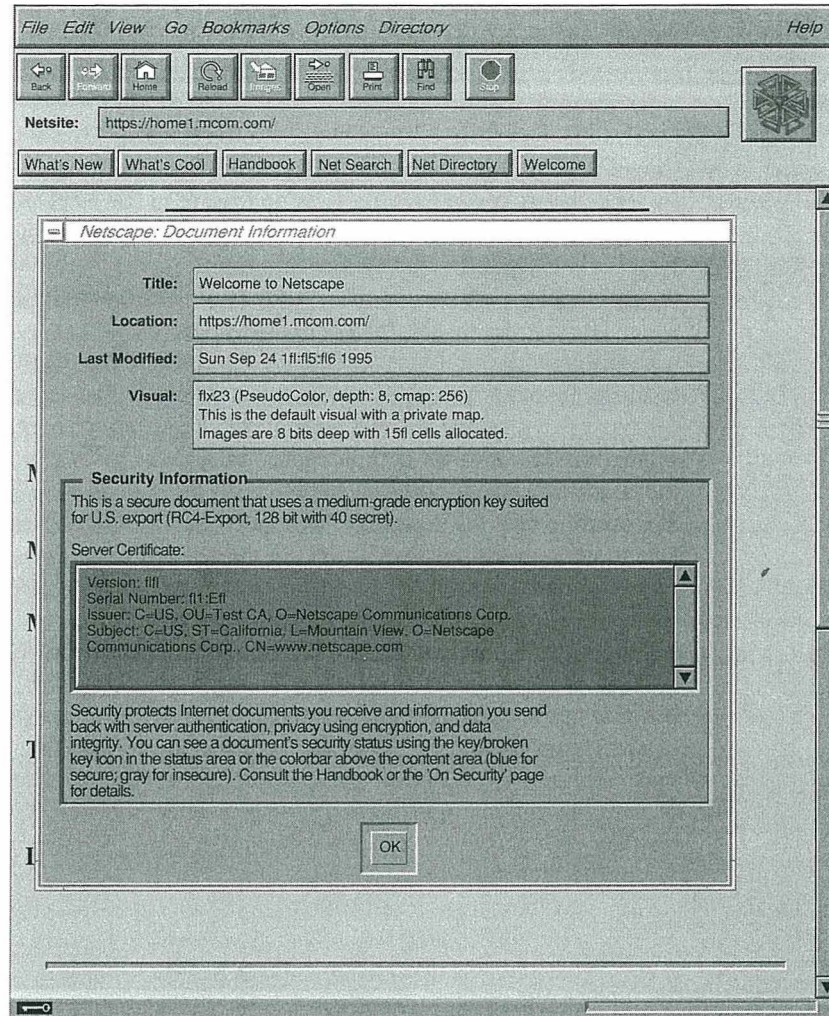 File Edit View Go Bookmarks Options Directory Help
Back Forward Home Reload Images Open Print Find Stop
Netsite: https://home1.mcom.com/
What's New What's Cool Handbook Net Search Net Directory Welcome
Netscape: Document Information
Title: Welcome to Netscape
Location: https://home1.mcom.com/
Last Modified: Sun Sep 24 1fl:fl5:fl6 1995
Visual: flx23 (PseudoColor, depth: 8, cmap: 256)
This is the default visual with a private map.
Images are 8 bits deep with 15fl cells allocated.
Security Information
This is a secure document that uses a medium-grade encryption key suited
for U.S. export (RC4-Export, 128 bit with 40 secret).
Server Certificate:
Version: flfl
Serial Number: fl1:Efl
Issuer: C=US, OU=Test CA, O=Netscape Communications Corp.
Subject: C=US, ST=California, L=Mountain View, O=Netscape
Communications Corp., CN=www.netscape.com
Security protects Internet documents you receive and information you send
back with server authentication, privacy using encryption, and data
integrity. You can see a document's security status using the key/broken
key icon in the status area or the colorbar above the content area (blue for
secure; gray for insecure). Consult the Handbook or the 'On Security' page
for details.
OK